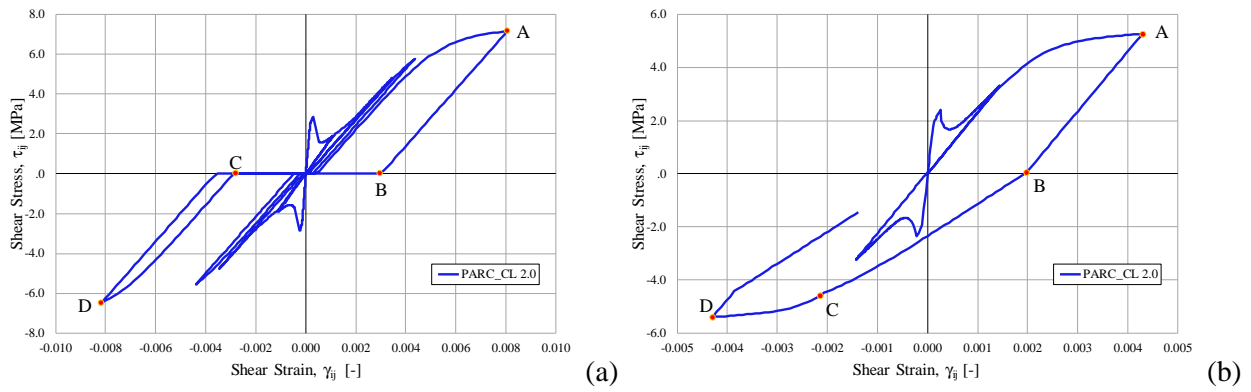 8.0
6.0
4.0
2.0
.0
-2.0
-4.0
-6.0
-8.0
Shear Stress, τij [MPa]
A
B
C
D
PARC_CL 2.0
-0.010 -0.008 -0.006 -0.004 -0.002 0.000 0.002 0.004 0.006 0.008 0.010
Shear Strain, γij [-]
(a)
6.0
4.0
2.0
.0
-2.0
-4.0
-6.0
Shear Stress, τij [MPa]
A
B
C
D
PARC_CL 2.0
-0.005 -0.004 -0.003 -0.002 -0.001 0.000 0.001 0.002 0.003 0.004 0.005
Shear Strain, γij [-]
(b)